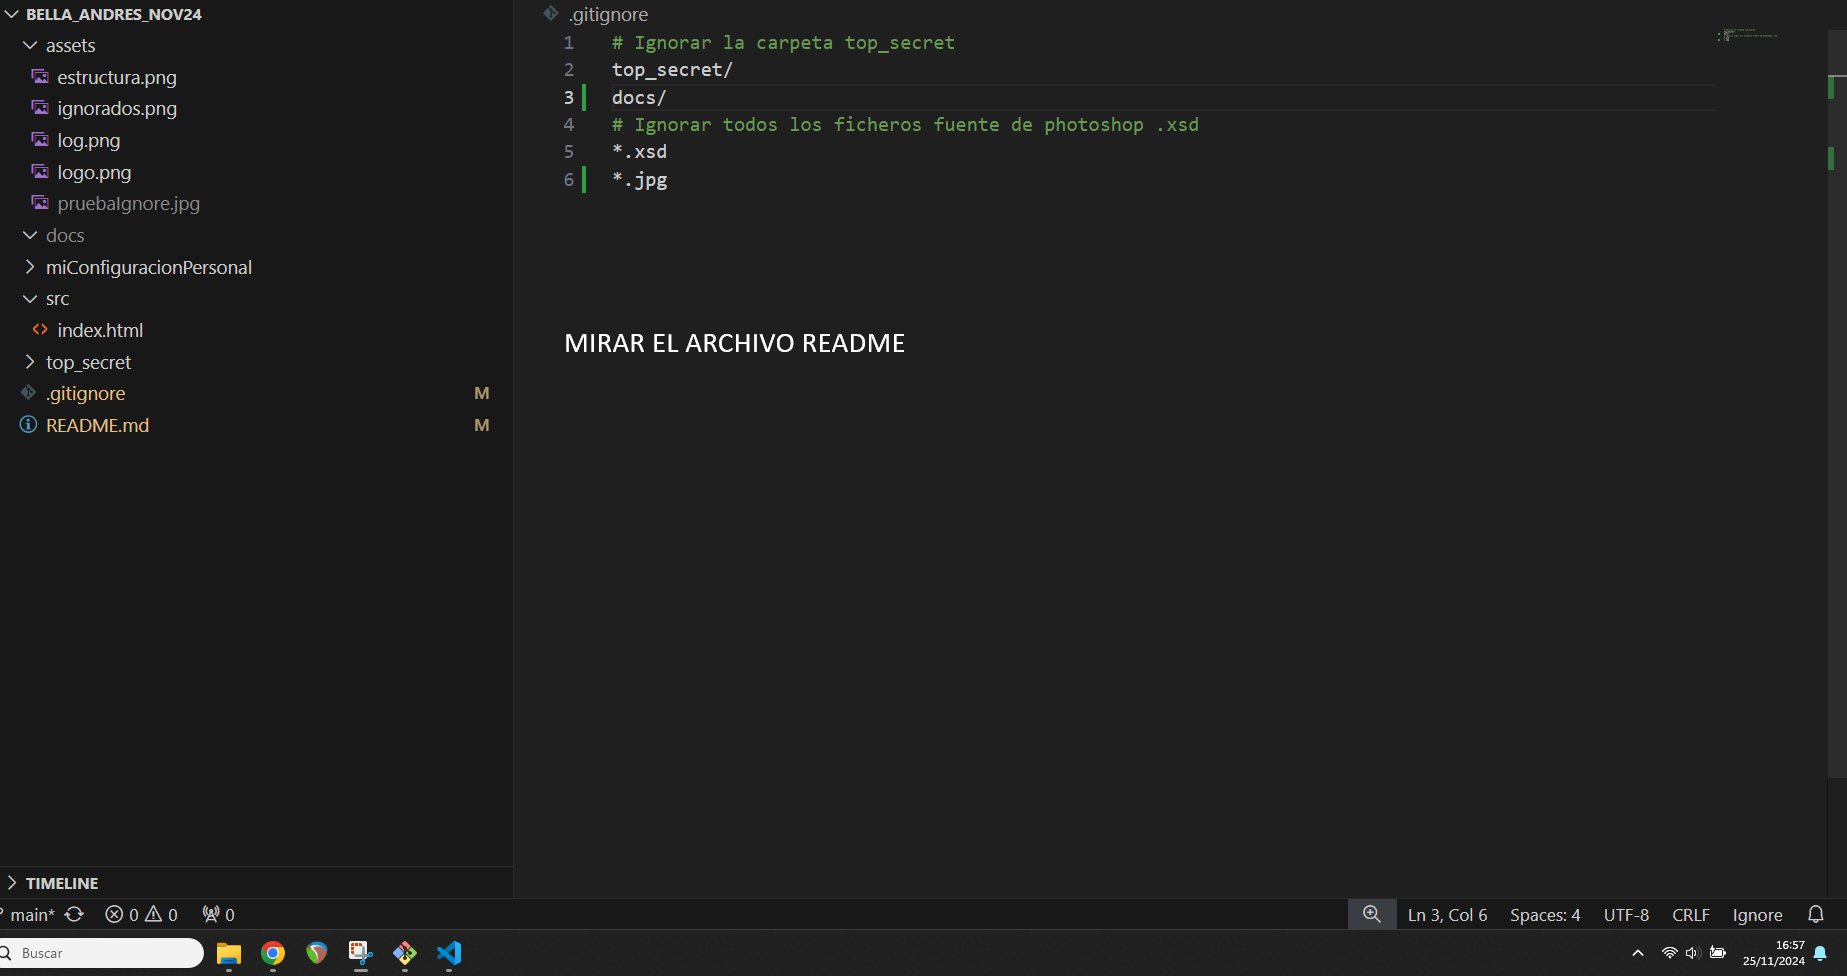 BELLA_ANDRES_NOV24
assets
estructura.png
ignorados.png
log.png
logo.png
pruebaIgnore.jpg
docs
miConfiguracionPersonal
src
index.html
top_secret
.gitignore M
README.md M
TIMELINE
.gitignore
1 # Ignorar la carpeta top_secret
2 top_secret/
3 docs/
4 # Ignorar todos los ficheros fuente de photoshop .xsd
5 *.xsd
6 *.jpg
MIRAR EL ARCHIVO README
main* 0 0 0 Ln 3, Col 6 Spaces: 4 UTF-8 CRLF Ignore
Buscar
16:57
25/11/2024